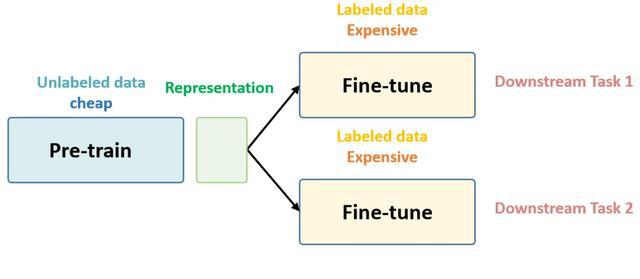 Labeled data
Expensive
Unlabeled data
cheap
Representation
Fine-tune
Downstream Task 1
Pre-train
Labeled data
Expensive
Fine-tune
Downstream Task 2